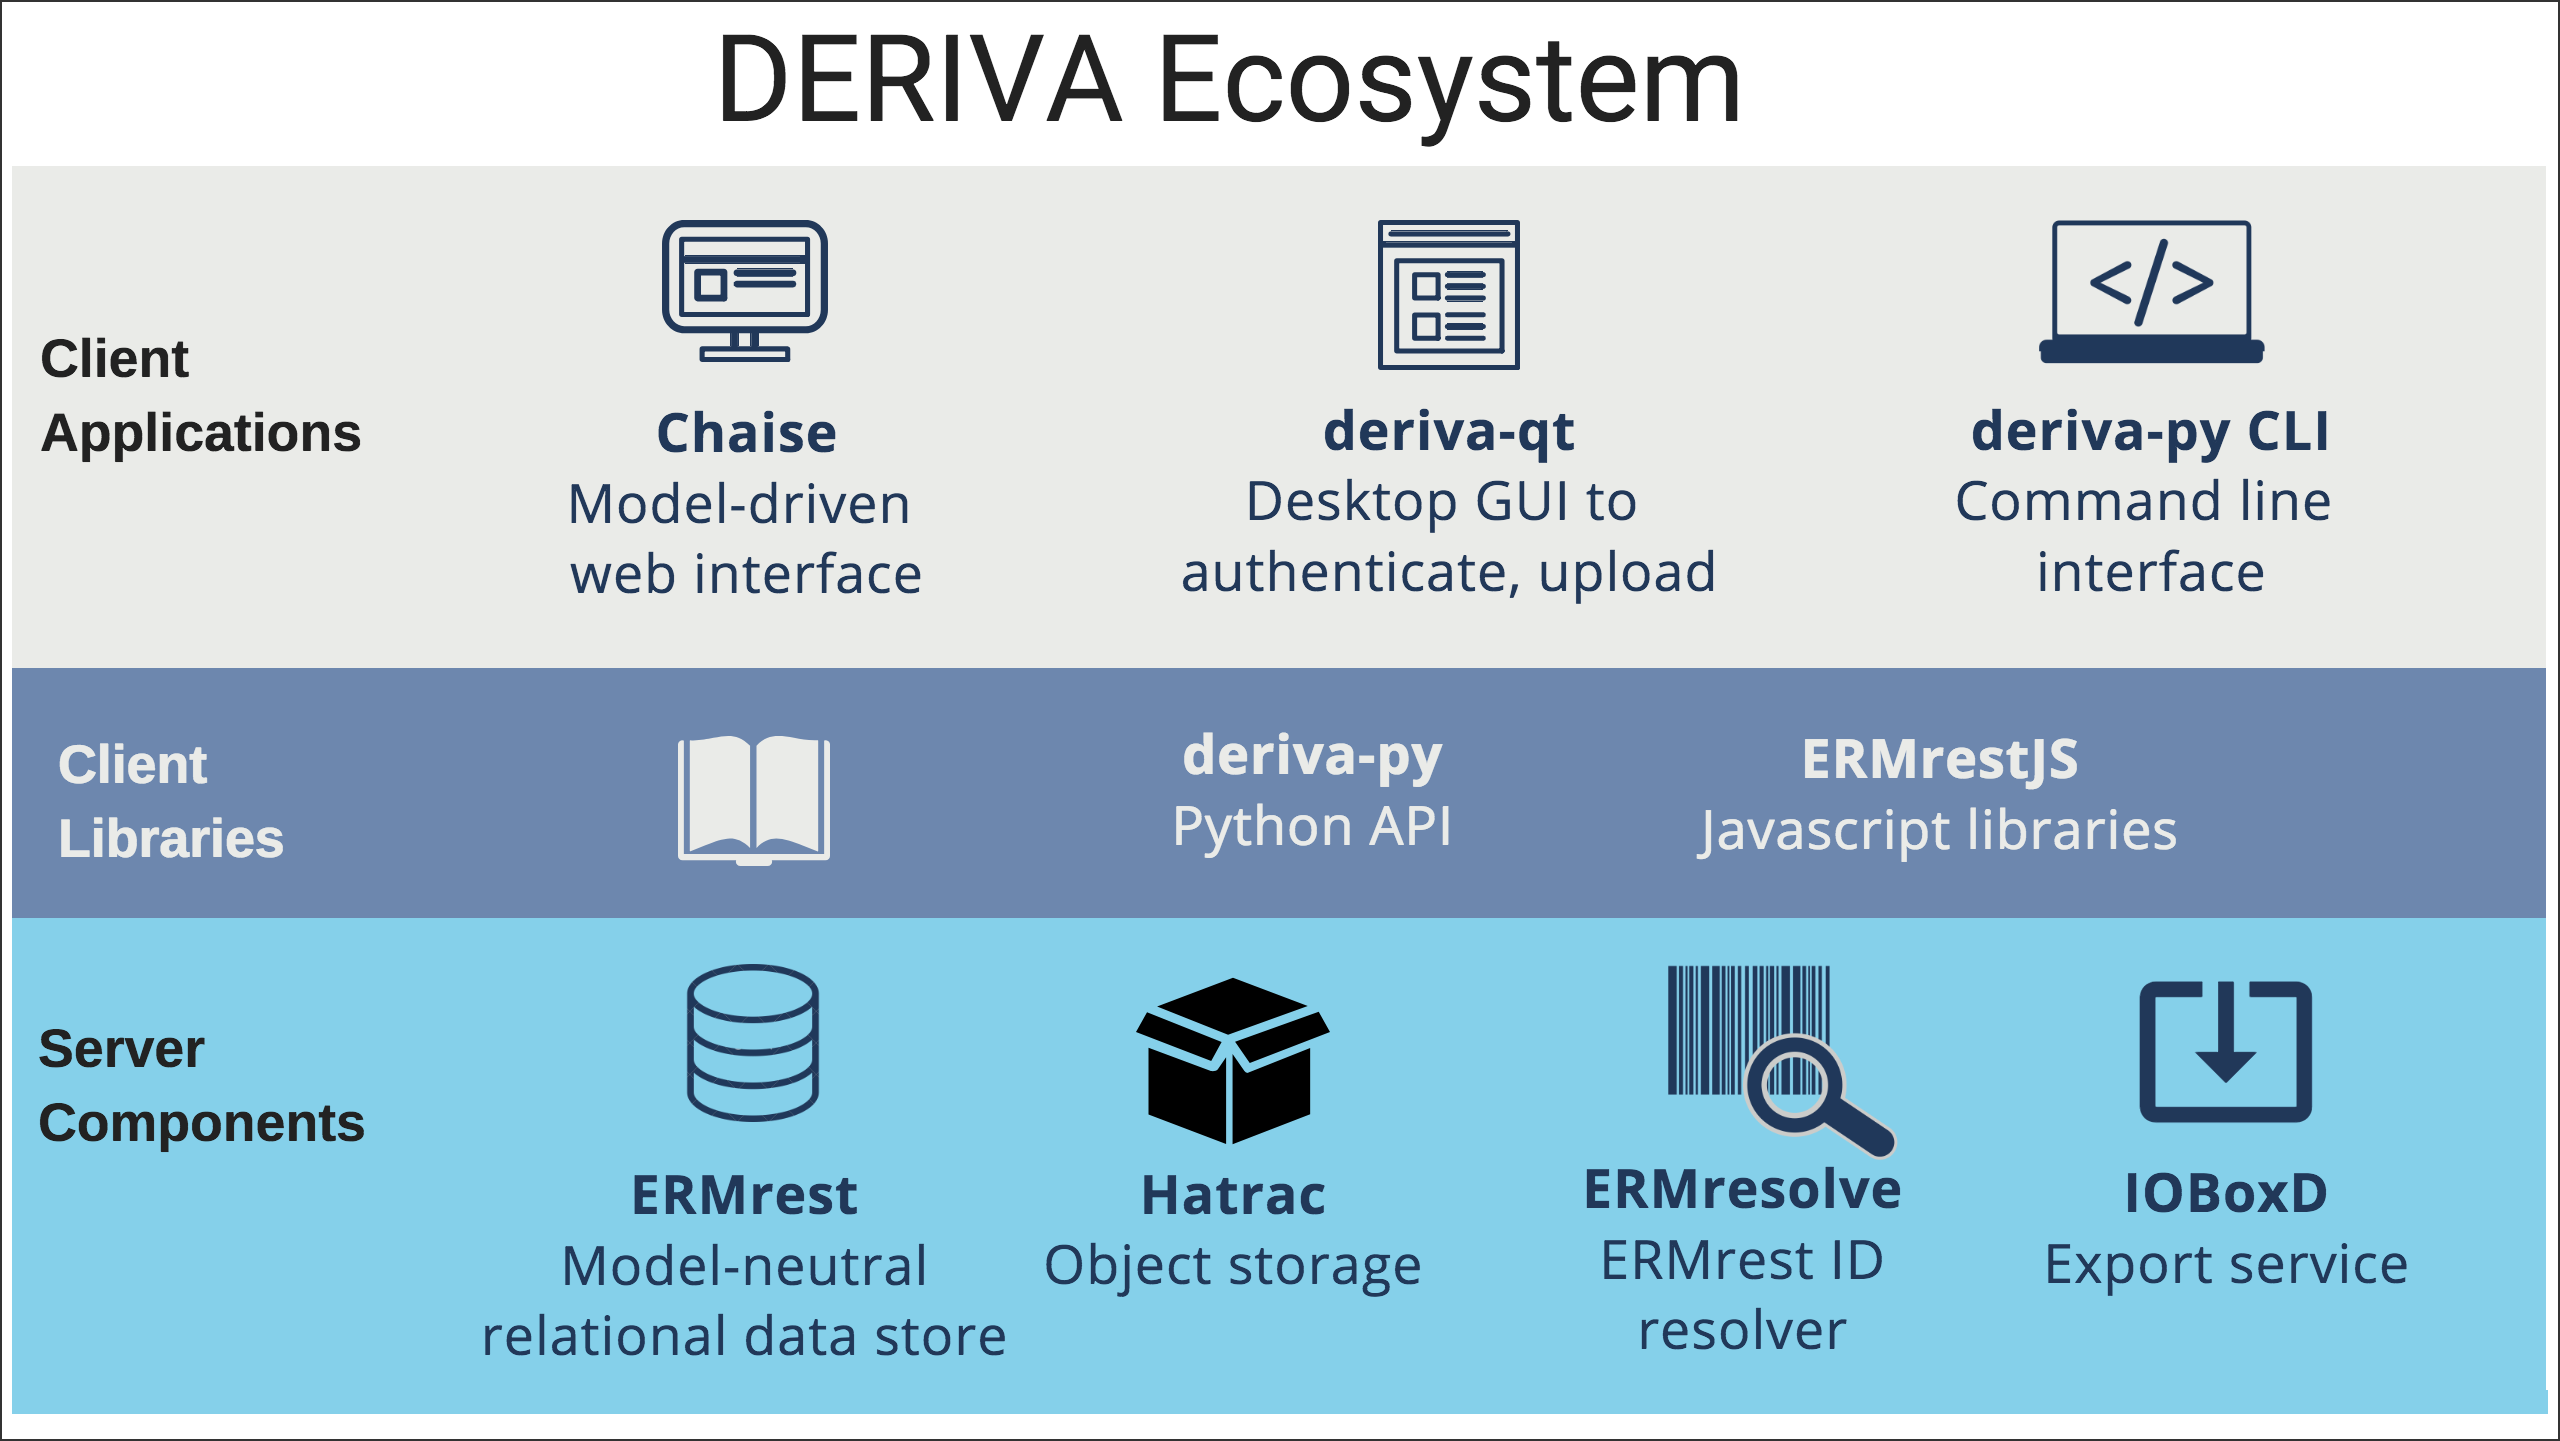 DERIVA Ecosystem
Client
Applications
Chaise
Model-driven
web interface
deriva-qt
Desktop GUI to
authenticate, upload
deriva-py CLI
Command line
interface
Client
Libraries
deriva-py
Python API
ERMrestJS
Javascript libraries
Server
Components
ERMrest
Model-neutral
relational data store
Hatrac
Object storage
ERMresolve
ERMrest ID
resolver
IOBoxD
Export service